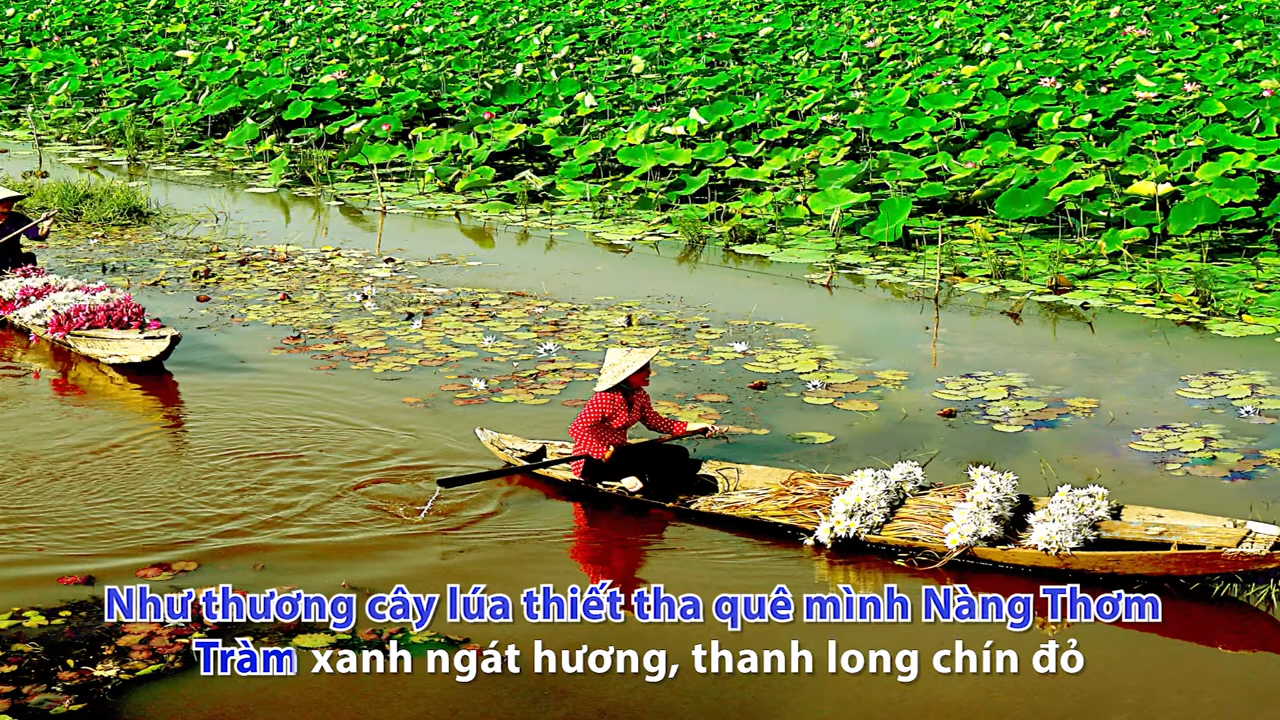 Như thương cây lúa thiết tha quê mình Nàng Thơm
Tràm xanh ngát hương, thanh long chín đỏ